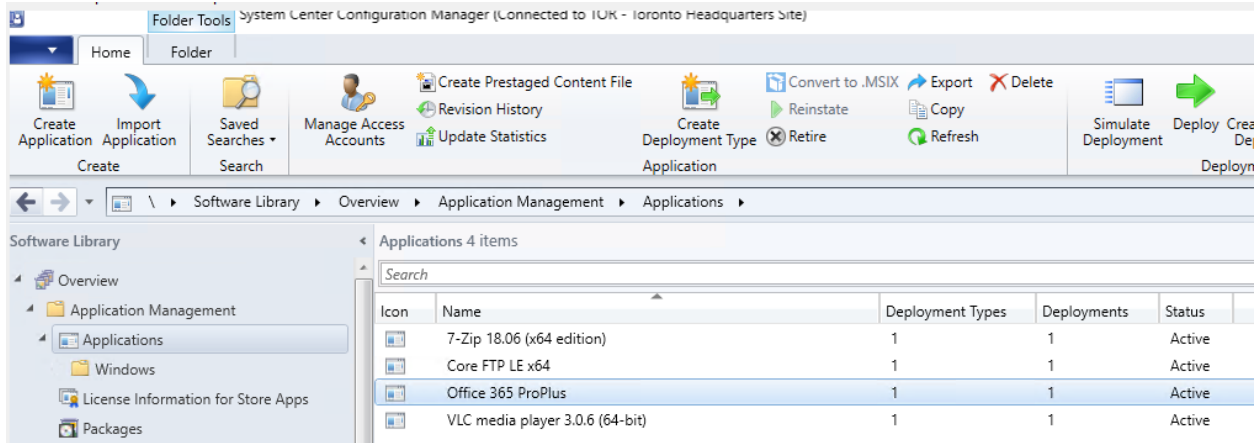 Folder Tools System Center Configuration Manager (Connected to TOR - Toronto Headquarters Site)
Home Folder
Create Application
Import Application
Saved Searches
Manage Access Accounts
Create Prestaged Content File
Revision History
Update Statistics
Create Deployment Type
Convert to .MSIX
Reinstate
Retire
Export
Copy
Refresh
Delete
Simulate Deployment
Deploy
Create Search Application
\ Software Library Overview Application Management Applications
Software Library
Overview
Application Management
Applications
Windows
License Information for Store Apps
Packages
Applications 4 items
Search
Icon Name Deployment Types Deployments Status
7-Zip 18.06 (x64 edition) 1 1 Active
Core FTP LE x64 1 1 Active
Office 365 ProPlus 1 1 Active
VLC media player 3.0.6 (64-bit) 1 1 Active